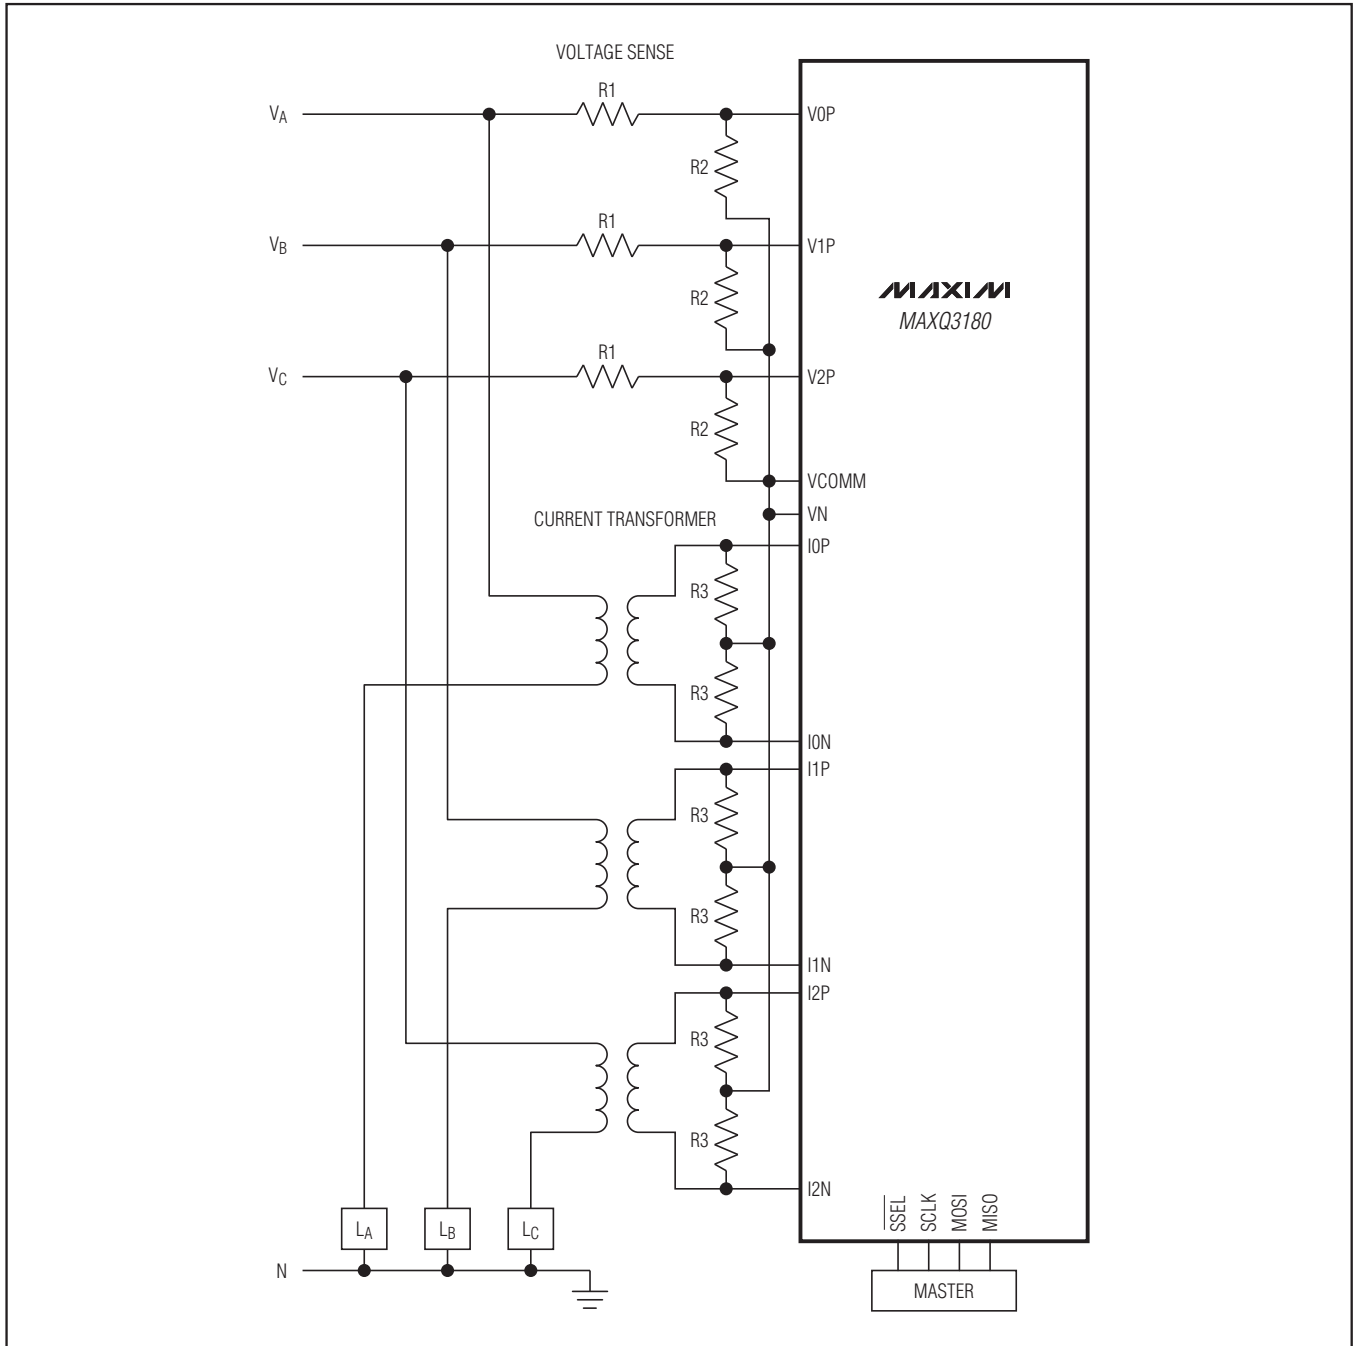 VOLTAGE SENSE
R1
VA
V0P
R2
R1
VB
V1P
R2
MAXIM
MAXQ3180
R1
VC
V2P
R2
VCOMM
VN
CURRENT TRANSFORMER
I0P
R3
R3
I0N
I1P
R3
R3
I1N
I2P
R3
R3
I2N
SSEL
SCLK
MOSI
MISO
LA
LB
LC
N
MASTER